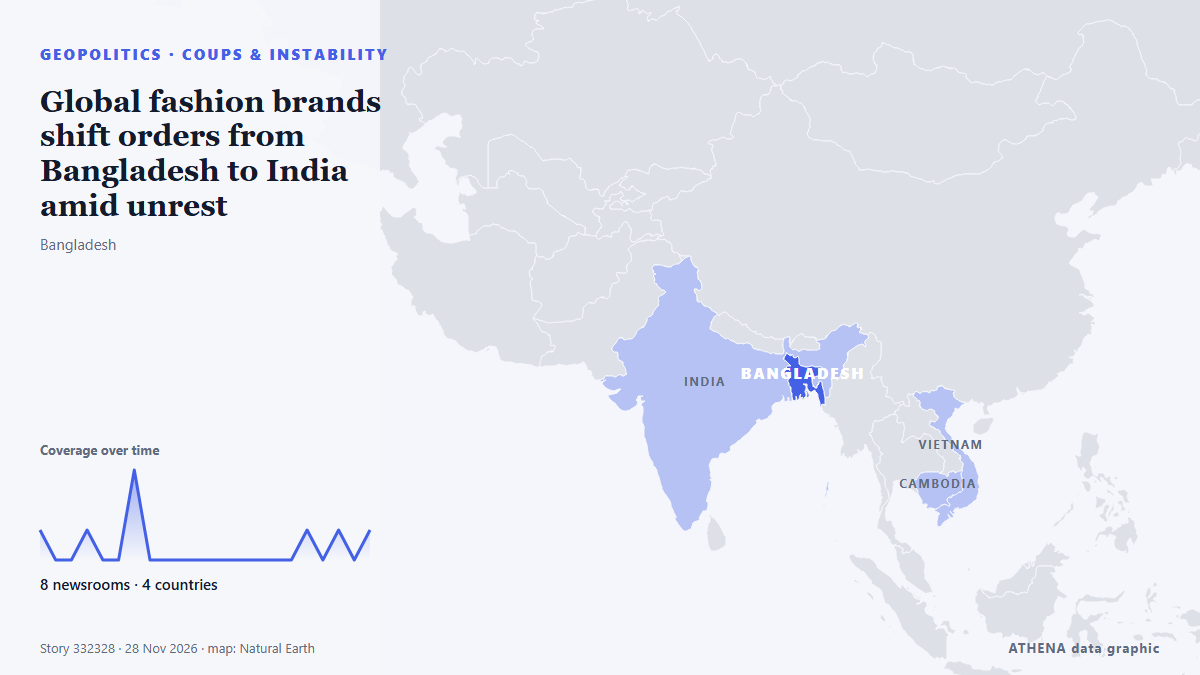 GEOPOLITICS · COUPS & INSTABILITY
Global fashion brands
shift orders from
Bangladesh to India
amid unrest
Bangladesh
INDIA
BANGLADESH
VIETNAM
CAMBODIA
Coverage over time
8 newsrooms · 4 countries
Story 332328 · 28 Nov 2026 · map: Natural Earth
ATHENA data graphic